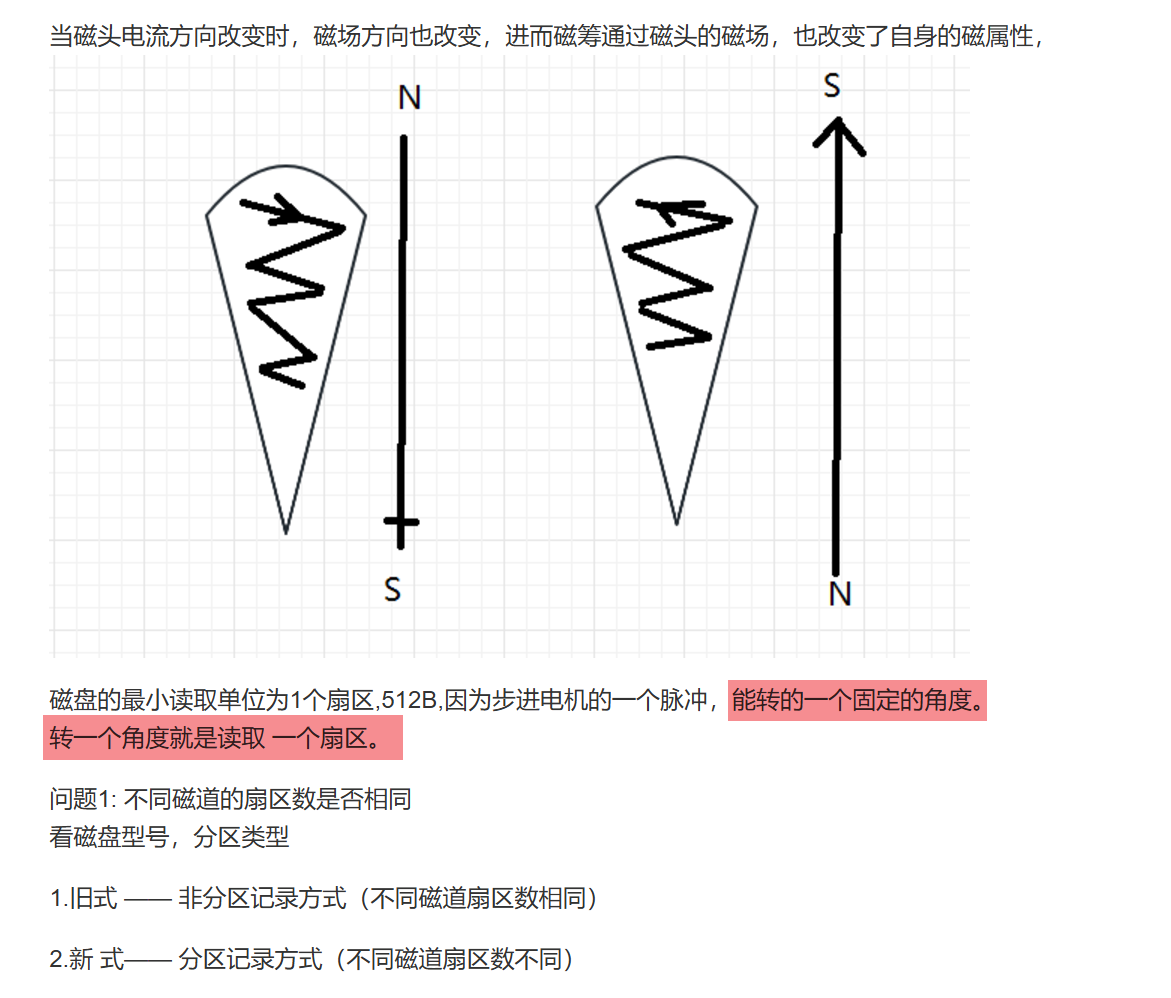 当磁头电流方向改变时，磁场方向也改变，进而磁筹通过磁头的磁场，也改变了自身的磁属性，
N
S
S
N
磁盘的最小读取单位为1个扇区,512B,因为步进电机的一个脉冲，能转的一个固定的角度。
转一个角度就是读取 一个扇区。
问题1: 不同磁道的扇区数是否相同
看磁盘型号，分区类型
1.旧式 —— 非分区记录方式（不同磁道扇区数相同）
2.新 式—— 分区记录方式（不同磁道扇区数不同）